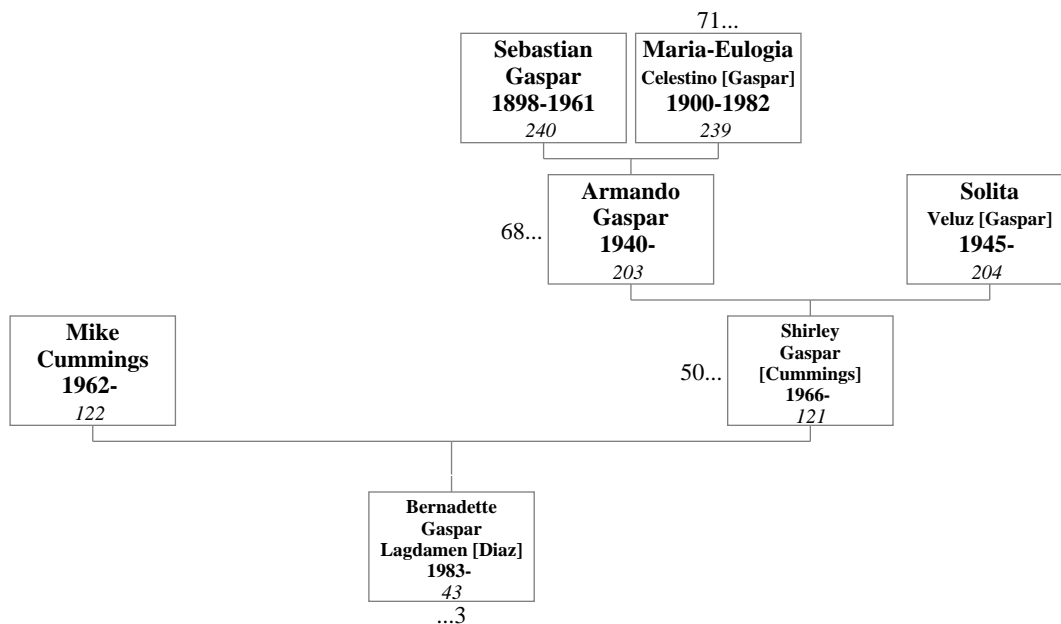 71...
Sebastian
Gaspar
1898-1961
240
Maria-Eulogia
Celestino [Gaspar]
1900-1982
239
68...
Armando
Gaspar
1940-
203
Solita
Veluz [Gaspar]
1945-
204
Mike
Cummings
1962-
122
50...
Shirley
Gaspar
[Cummings]
1966-
121
Bernadette
Gaspar
Lagdamen [Diaz]
1983-
43
...3